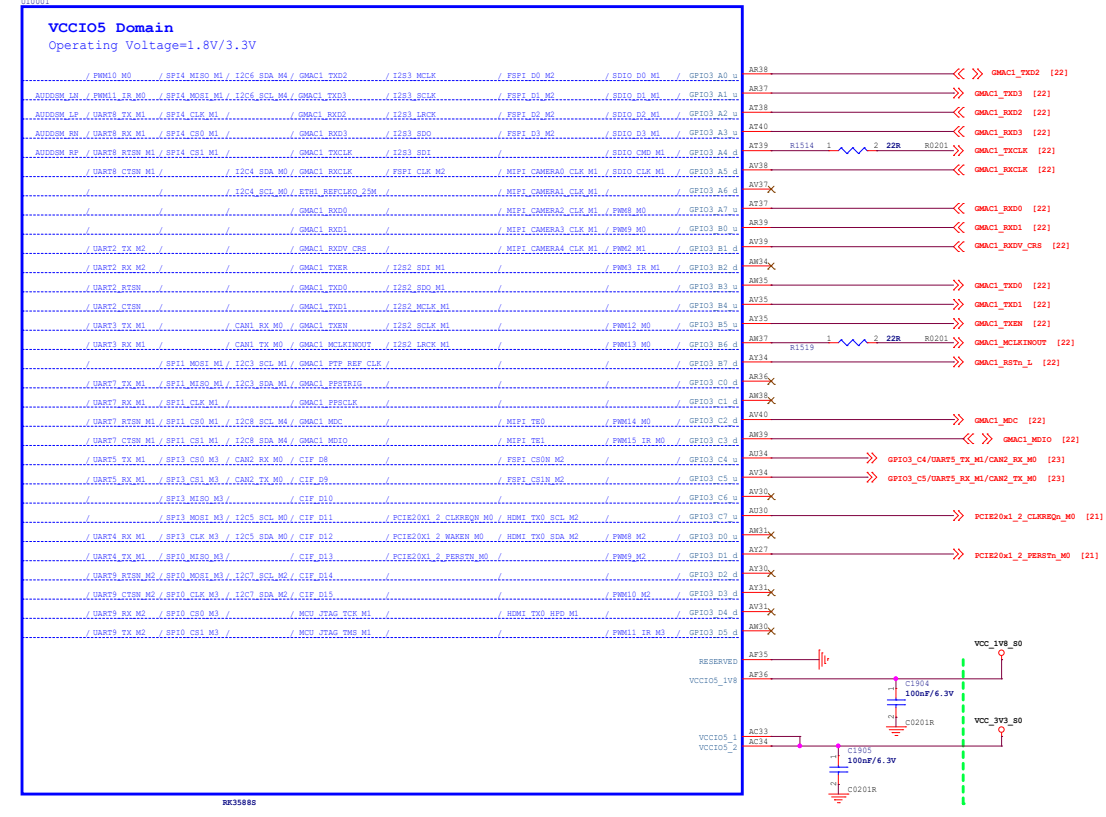 U10001
VCCIO5 Domain
Operating Voltage=1.8V/3.3V
/ PWM10_M0 / SPI4_MISO_M1 / I2C6_SDA_M4 / GMAC1_TXD2 / I2S3_MCLK / FSPI_D0_M2 / SDIO_D0_M1 / GPIO3_A0_u AR38 GMAC1_TXD2 [22]
AUDDSM_LN / PWM11_IR_M0 / SPI4_MOSI_M1 / I2C6_SCL_M4 / GMAC1_TXD3 / I2S3_SCLK / FSPI_D1_M2 / SDIO_D1_M1 / GPIO3_A1_u AR37 GMAC1_TXD3 [22]
AUDDSM_LP / UART8_TX_M1 / SPI4_CLK_M1 / / GMAC1_RXD2 / I2S3_LRCK / FSPI_D2_M2 / SDIO_D2_M1 / GPIO3_A2_u AT38 GMAC1_RXD2 [22]
AUDDSM_RN / UART8_RX_M1 / SPI4_CS0_M1 / / GMAC1_RXD3 / I2S3_SDO / FSPI_D3_M2 / SDIO_D3_M1 / GPIO3_A3_u AT40 GMAC1_RXD3 [22]
AUDDSM_RP / UART8_RTSN_M1 / SPI4_CS1_M1 / / GMAC1_TXCLK / I2S3_SDI / / SDIO_CMD_M1 / GPIO3_A4_d AT39 R1514 1 2 22R R0201 GMAC1_TXCLK [22]
/ UART8_CTSN_M1 / / I2C4_SDA_M0 / GMAC1_RXCLK / FSPI_CLK_M2 / MIPI_CAMERA0_CLK_M1 / SDIO_CLK_M1 / GPIO3_A5_d AV38 GMAC1_RXCLK [22]
/ / / I2C4_SCL_M0 / ETH1_REFCLKO_25M / MIPI_CAMERA1_CLK_M1 / / GPIO3_A6_d AV37
/ / / / GMAC1_RXD0 / / MIPI_CAMERA2_CLK_M1 / PWM8_M0 / GPIO3_A7_u AT37 GMAC1_RXD0 [22]
/ / / / GMAC1_RXD1 / / MIPI_CAMERA3_CLK_M1 / PWM9_M0 / GPIO3_B0_u AR39 GMAC1_RXD1 [22]
/ UART2_TX_M2 / / / GMAC1_RXDV_CRS / / MIPI_CAMERA4_CLK_M1 / PWM2_M1 / GPIO3_B1_d AV39 GMAC1_RXDV_CRS [22]
/ UART2_RX_M2 / / / GMAC1_TXER / I2S2_SDI_M1 / / PWM3_IR_M1 / GPIO3_B2_d AW34
/ UART2_RTSN / / / GMAC1_TXD0 / I2S2_SDO_M1 / / / GPIO3_B3_u AW35 GMAC1_TXD0 [22]
/ UART2_CTSN / / / GMAC1_TXD1 / I2S2_MCLK_M1 / / / GPIO3_B4_u AV35 GMAC1_TXD1 [22]
/ UART3_TX_M1 / / CAN1_RX_M0 / GMAC1_TXEN / I2S2_SCLK_M1 / / PWM12_M0 / GPIO3_B5_u AY35 GMAC1_TXEN [22]
/ UART3_RX_M1 / / CAN1_TX_M0 / GMAC1_MCLKINOUT / I2S2_LRCK_M1 / / PWM13_M0 / GPIO3_B6_d AW37 R1519 1 2 22R R0201 GMAC1_MCLKINOUT [22]
/ / SPI1_MOSI_M1 / I2C3_SCL_M1 / GMAC1_PTP_REF_CLK / / / / GPIO3_B7_d AY34 GMAC1_RSTn_L [22]
/ UART7_TX_M1 / SPI1_MISO_M1 / I2C3_SDA_M1 / GMAC1_PPSTRIG / / / / GPIO3_C0_d AR36
/ UART7_RX_M1 / SPI1_CLK_M1 / / GMAC1_PPSCLK / / / / GPIO3_C1_d AW38
/ UART7_RTSN_M1 / SPI1_CS0_M1 / I2C8_SCL_M4 / GMAC1_MDC / / MIPI_TE0 / PWM14_M0 / GPIO3_C2_d AV40 GMAC1_MDC [22]
/ UART7_CTSN_M1 / SPI1_CS1_M1 / I2C8_SDA_M4 / GMAC1_MDIO / / MIPI_TE1 / PWM15_IR_M0 / GPIO3_C3_d AW39 GMAC1_MDIO [22]
/ UART5_TX_M1 / SPI3_CS0_M3 / CAN2_RX_M0 / CIF_D8 / / FSPI_CS0N_M2 / / GPIO3_C4_u AU34 GPIO3_C4/UART5_TX_M1/CAN2_RX_M0 [23]
/ UART5_RX_M1 / SPI3_CS1_M3 / CAN2_TX_M0 / CIF_D9 / / FSPI_CS1N_M2 / / GPIO3_C5_u AV34 GPIO3_C5/UART5_RX_M1/CAN2_TX_M0 [23]
/ / SPI3_MISO_M3 / / CIF_D10 / / / / GPIO3_C6_u AV30
/ / SPI3_MOSI_M3 / I2C5_SCL_M0 / CIF_D11 / PCIE20X1_2_CLKREQN_M0 / HDMI_TX0_SCL_M2 / / GPIO3_C7_u AU30 PCIE20x1_2_CLKREQn_M0 [21]
/ UART4_RX_M1 / SPI3_CLK_M3 / I2C5_SDA_M0 / CIF_D12 / PCIE20X1_2_WAKEN_M0 / HDMI_TX0_SDA_M2 / PWM8_M2 / GPIO3_D0_u AW31
/ UART4_TX_M1 / SPI0_MISO_M3 / / CIF_D13 / PCIE20X1_2_PERSTN_M0 / / PWM9_M2 / GPIO3_D1_d AY27 PCIE20x1_2_PERSTn_M0 [21]
/ UART9_RTSN_M2 / SPI0_MOSI_M3 / I2C7_SCL_M2 / CIF_D14 / / / / GPIO3_D2_d AY30
/ UART9_CTSN_M2 / SPI0_CLK_M3 / I2C7_SDA_M2 / CIF_D15 / / / PWM10_M2 / GPIO3_D3_d AY31
/ UART9_RX_M2 / SPI0_CS0_M3 / / MCU_JTAG_TCK_M1 / / HDMI_TX0_HPD_M1 / / GPIO3_D4_d AV31
/ UART9_TX_M2 / SPI0_CS1_M3 / / MCU_JTAG_TMS_M1 / / / PWM11_IR_M3 / GPIO3_D5_d AW30
VCC_1V8_S0
RESERVED AF35
VCCIO5_1V8 AF36
1 C1904
100nF/6.3V
2 C0201R
VCC_3V3_S0
VCCIO5_1 AC33
VCCIO5_2 AC34
1 C1905
100nF/6.3V
2 C0201R
RK3588S